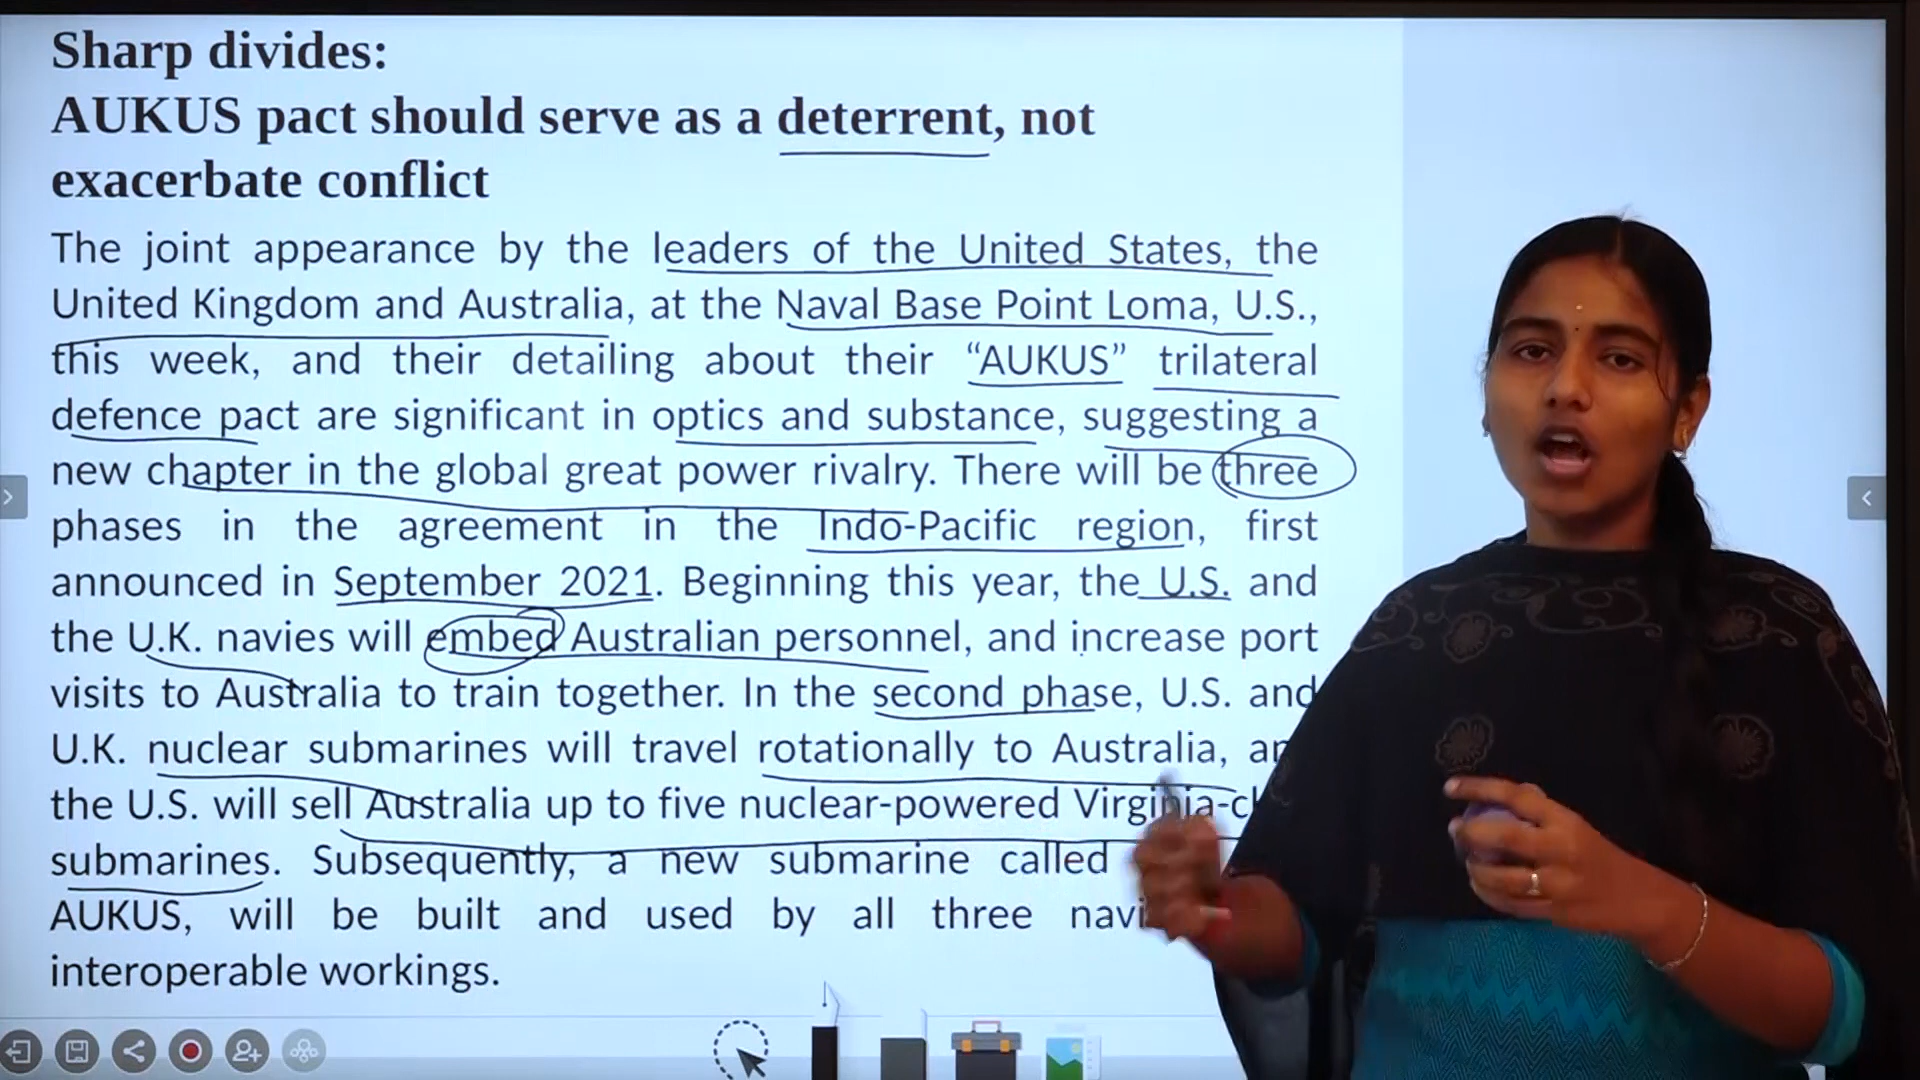 Sharp divides:
AUKUS pact should serve as a deterrent, not
exacerbate conflict
The joint appearance by the leaders of the United States, the
United Kingdom and Australia, at the Naval Base Point Loma, U.S.,
this week, and their detailing about their “AUKUS” trilateral
defence pact are significant in optics and substance, suggesting a
new chapter in the global great power rivalry. There will be three
phases in the agreement in the Indo-Pacific region, first
announced in September 2021. Beginning this year, the U.S. and
the U.K. navies will embed Australian personnel, and increase port
visits to Australia to train together. In the second phase, U.S. and
U.K. nuclear submarines will travel rotationally to Australia,
the U.S. will sell Australia up to five nuclear-powered Virginia-
submarines. Subsequently, a new submarine called
AUKUS, will be built and used by all three
interoperable workings.